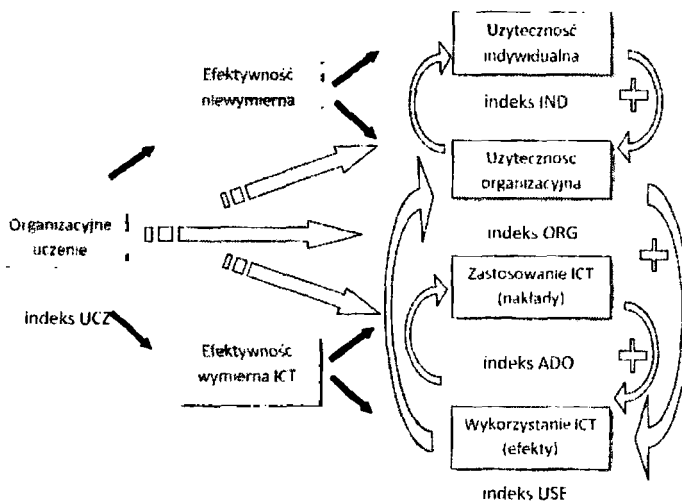 Użyteczność
indywidualna
indeks IND
Efektywność
niewymierna
Użyteczność
organizacyjna
indeks ORG
Organizacyjne
uczenie
indeks UCZ
Zastosowanie ICT
(nakłady)
indeks ADO
Efektywność
wymierna ICT
Wykorzystanie ICT
(efekty)
indeks USE